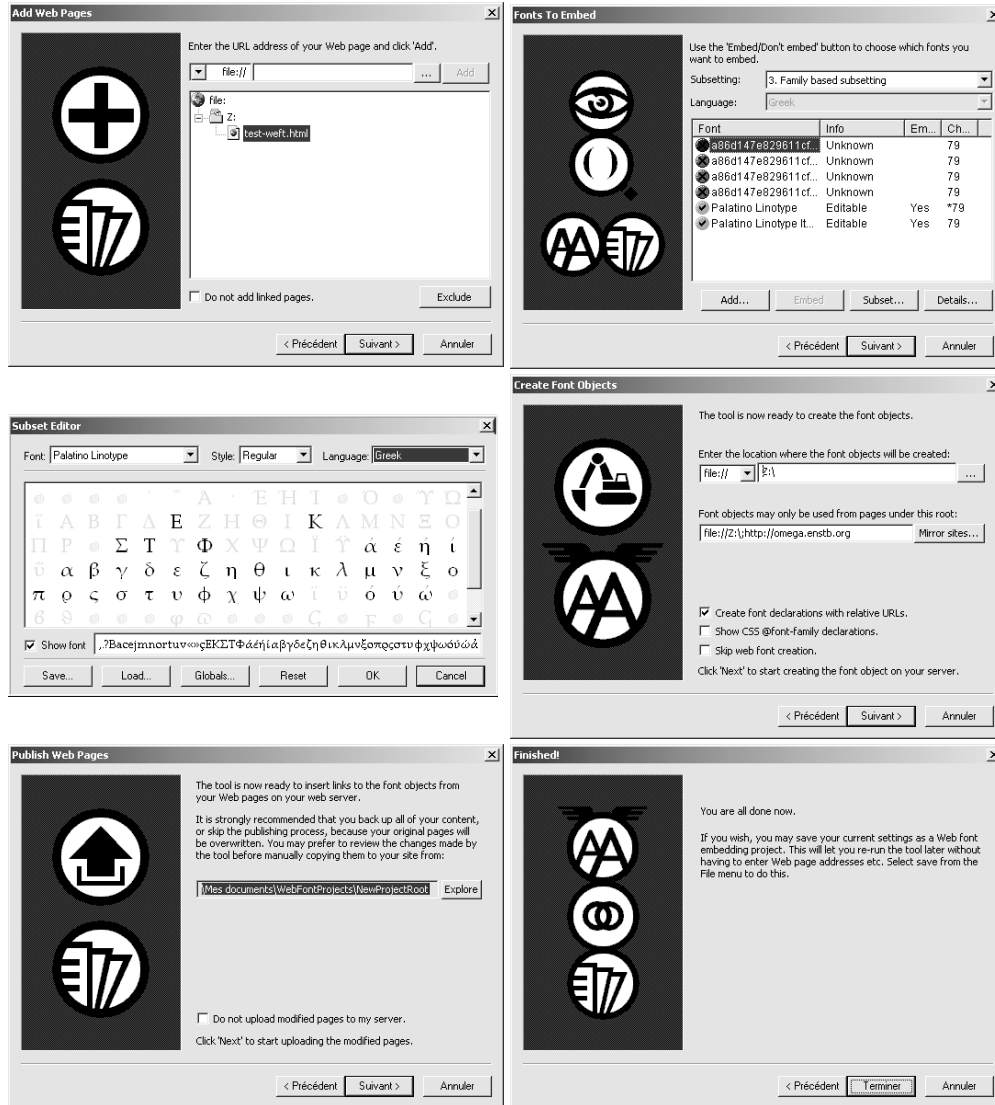 Add Web Pages
Enter the URL address of your Web page and click 'Add'.
file://
...
Add
file:
Z:
test-weft.html
Do not add linked pages.
Exclude
< Précédent
Suivant >
Annuler
Fonts To Embed
Use the 'Embed/Don't embed' button to choose which fonts you
want to embed.
Subsetting: 3. Family based subsetting
Language: Greek
Font Info Em... Ch...
a86d147e829611cf... Unknown 79
a86d147e829611cf... Unknown 79
a86d147e829611cf... Unknown 79
a86d147e829611cf... Unknown 79
Palatino Linotype Editable Yes *79
Palatino Linotype It... Editable Yes 79
Add... Embed Subset... Details...
< Précédent Suivant > Annuler
Subset Editor
Font: Palatino Linotype Style: Regular Language: Greek
Α Έ Ή Ί Ό Ύ Ώ
ΐ Α Β Γ Δ Ε Ζ Η Θ Ι Κ Λ Μ Ν Ξ Ο
Π Ρ Σ Τ Υ Φ Χ Ψ Ω Ϊ Ϋ ά έ ή ί
ΰ α β γ δ ε ζ η θ ι κ λ μ ν ξ ο
π ρ ς σ τ υ φ χ ψ ω ϊ ϋ ό ύ ώ
Show font ,.?Bacejmnortuv«»çΕΚΣΤΦάέήίαβγδεζηθικλμνξοπρςστυφχψωόύώ
Save... Load... Globals... Reset OK Cancel
Create Font Objects
The tool is now ready to create the font objects.
Enter the location where the font objects will be created:
file:// Z:\ ...
Font objects may only be used from pages under this root:
file://Z:\;http://omega.enstb.org Mirror sites...
Create font declarations with relative URLs.
Show CSS @font-family declarations.
Skip web font creation.
Click 'Next' to start creating the font object on your server.
< Précédent Suivant > Annuler
Publish Web Pages
The tool is now ready to insert links to the font objects from
your Web pages on your web server.
It is strongly recommended that you back up all of your content,
or skip the publishing process, because your original pages will
be overwritten. You may prefer to review the changes made by
the tool before manually copying them to your site from:
\Mes documents\WebFontProjects\NewProjectRoot Explore
Do not upload modified pages to my server.
Click 'Next' to start uploading the modified pages.
< Précédent Suivant > Annuler
Finished!
You are all done now.
If you wish, you may save your current settings as a Web font
embedding project. This will let you re-run the tool later without
having to enter Web page addresses etc. Select save from the
File menu to do this.
< Précédent Terminer Annuler